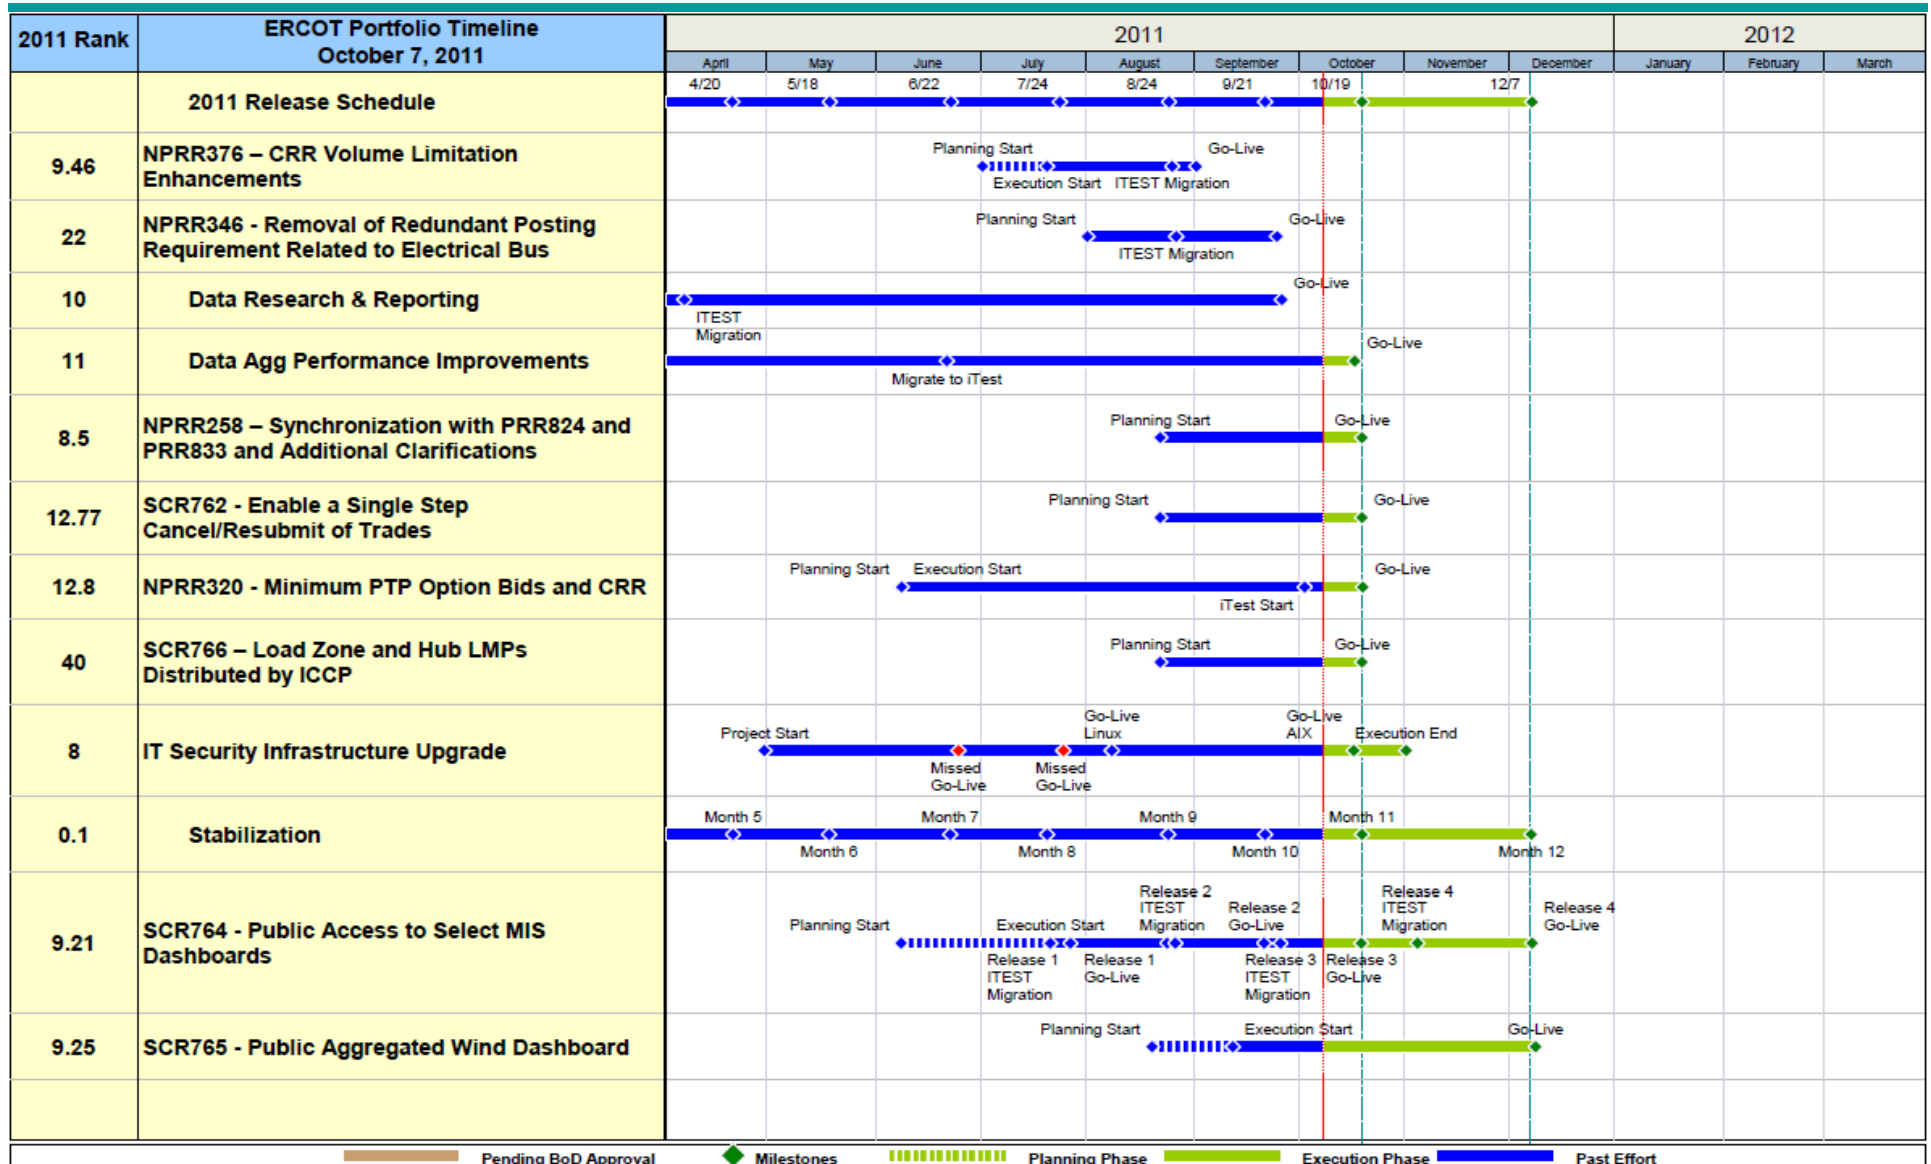 2011 Rank
ERCOT Portfolio Timeline
October 7, 2011
2011
2012
April
May
June
July
August
September
October
November
December
January
February
March
2011 Release Schedule
4/20
5/18
6/22
7/24
8/24
9/21
10/19
12/7
9.46
NPRR376 – CRR Volume Limitation
Enhancements
Planning Start
Go-Live
Execution Start
ITEST Migration
22
NPRR346 - Removal of Redundant Posting
Requirement Related to Electrical Bus
Planning Start
Go-Live
ITEST Migration
10
Data Research & Reporting
Go-Live
ITEST
Migration
11
Data Agg Performance Improvements
Go-Live
Migrate to iTest
8.5
NPRR258 – Synchronization with PRR824 and
PRR833 and Additional Clarifications
Planning Start
Go-Live
12.77
SCR762 - Enable a Single Step
Cancel/Resubmit of Trades
Planning Start
Go-Live
12.8
NPRR320 - Minimum PTP Option Bids and CRR
Planning Start
Execution Start
Go-Live
iTest Start
40
SCR766 – Load Zone and Hub LMPs
Distributed by ICCP
Planning Start
Go-Live
8
IT Security Infrastructure Upgrade
Project Start
Go-Live
Linux
Go-Live
AIX
Execution End
Missed
Go-Live
Missed
Go-Live
0.1
Stabilization
Month 5
Month 7
Month 9
Month 11
Month 6
Month 8
Month 10
Month 12
9.21
SCR764 - Public Access to Select MIS
Dashboards
Planning Start
Execution Start
Release 2
ITEST
Migration
Release 2
Go-Live
Release 4
ITEST
Migration
Release 4
Go-Live
Release 1
ITEST
Migration
Release 1
Go-Live
Release 3
ITEST
Migration
Release 3
Go-Live
9.25
SCR765 - Public Aggregated Wind Dashboard
Planning Start
Execution Start
Go-Live
Pending BoD Approval
Milestones
Planning Phase
Execution Phase
Past Effort